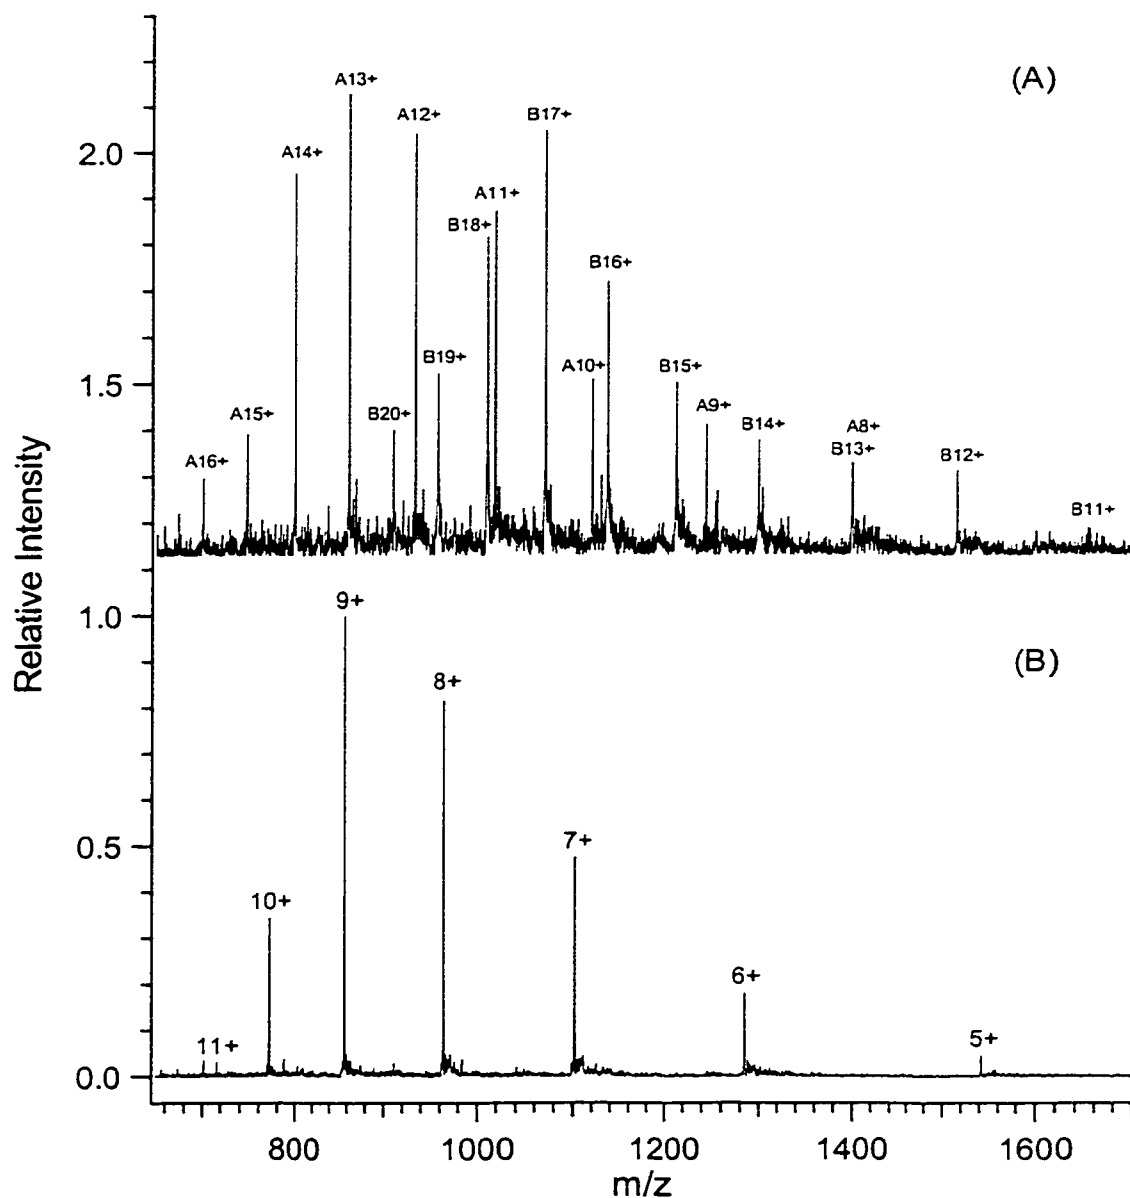 (A)
A13+
A12+
B17+
2.0
A14+
A11+
B18+
B16+
B19+
A10+
B15+
1.5
A9+
A15+
B20+
B14+
A8+
B13+
B12+
A16+
B11+
Relative Intensity
1.0
9+
(B)
8+
7+
0.5
10+
6+
11+
5+
0.0
800
1000
1200
1400
1600
m/z